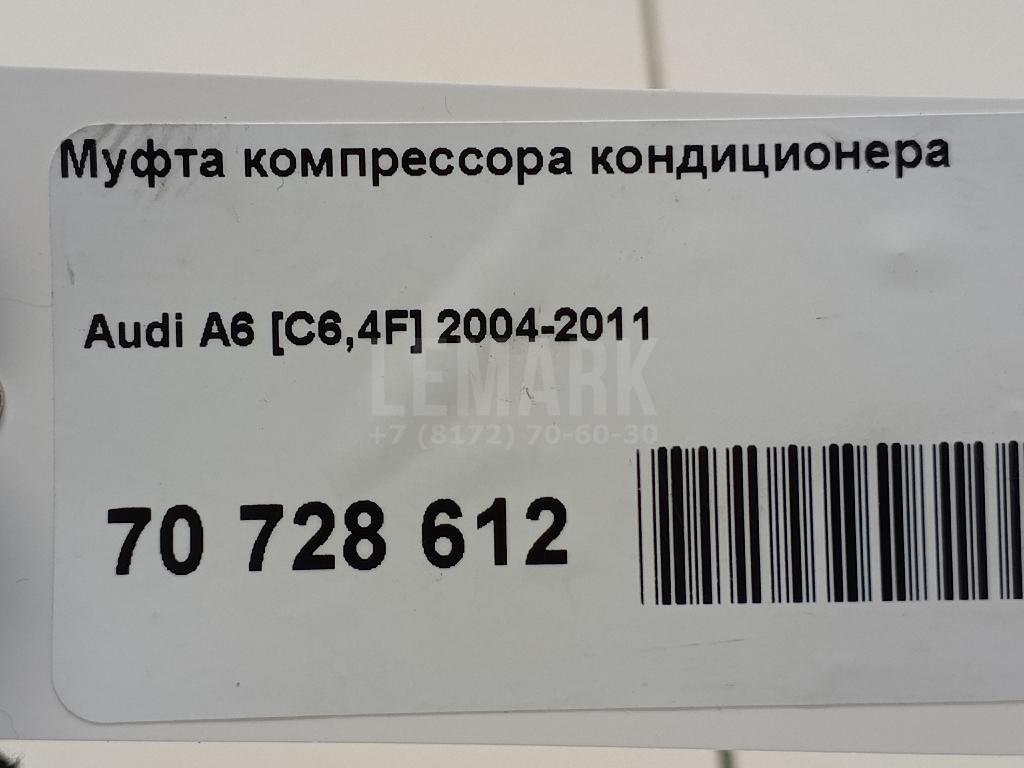 Муфта компрессора кондиционера
Audi A6 [C6,4F] 2004-2011
LEMARK
+7 (8172) 70-60-30
70 728 612